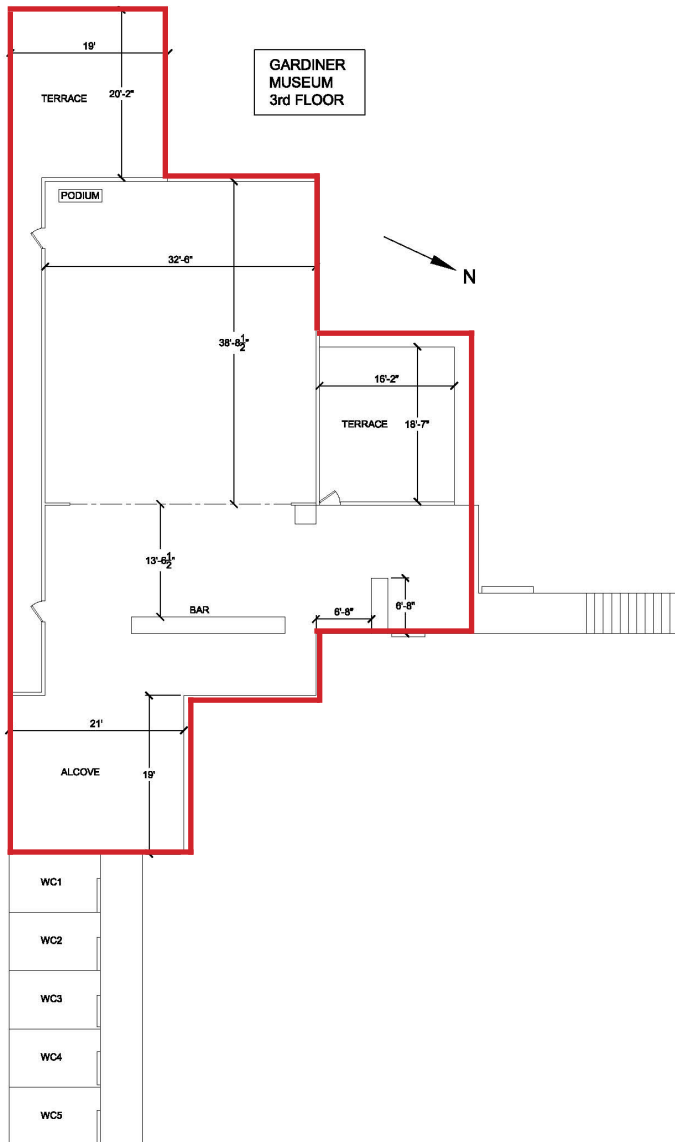 19'
GARDINER
MUSEUM
3rd FLOOR
TERRACE
20'-2"
PODIUM
32'-6"
N
38'-8½"
16'-2"
TERRACE
18'-7"
13'-6½"
BAR
6'-8"
6'-8"
21'
ALCOVE
19'
WC1
WC2
WC3
WC4
WC5